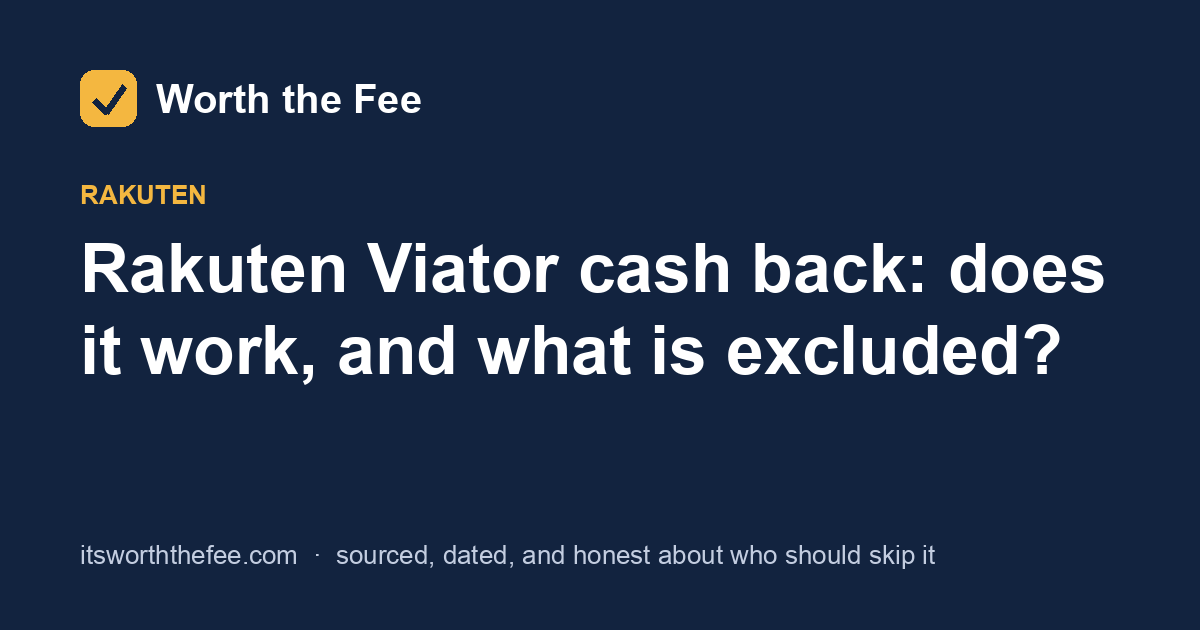 Worth the Fee
RAKUTEN
Rakuten Viator cash back: does
it work, and what is excluded?
itsworththefee.com · sourced, dated, and honest about who should skip it